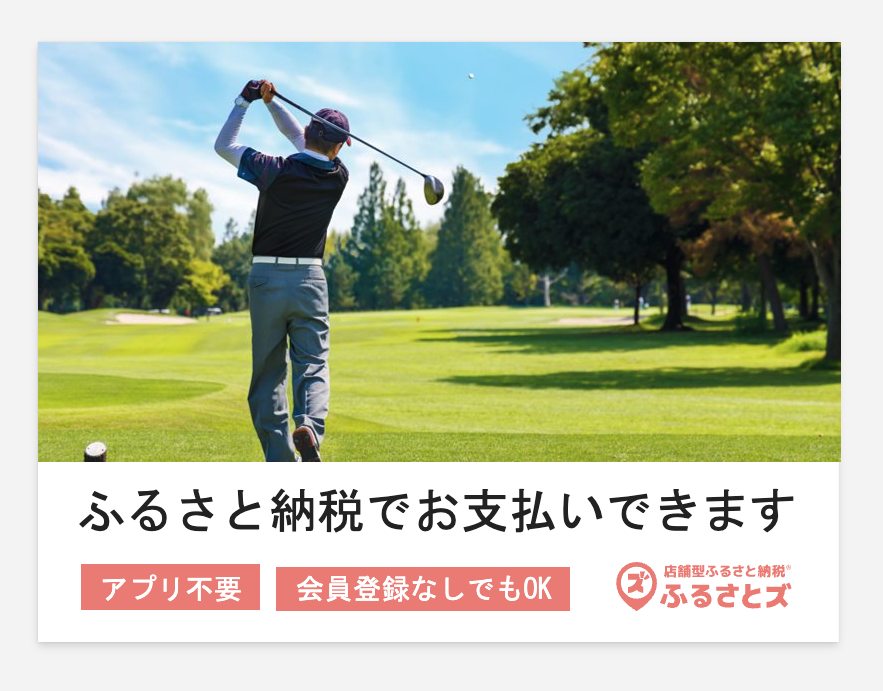 ふるさと納税でお支払いできます
アプリ不要
会員登録なしでもOK
店舗型ふるさと納税®
ふるさとズ